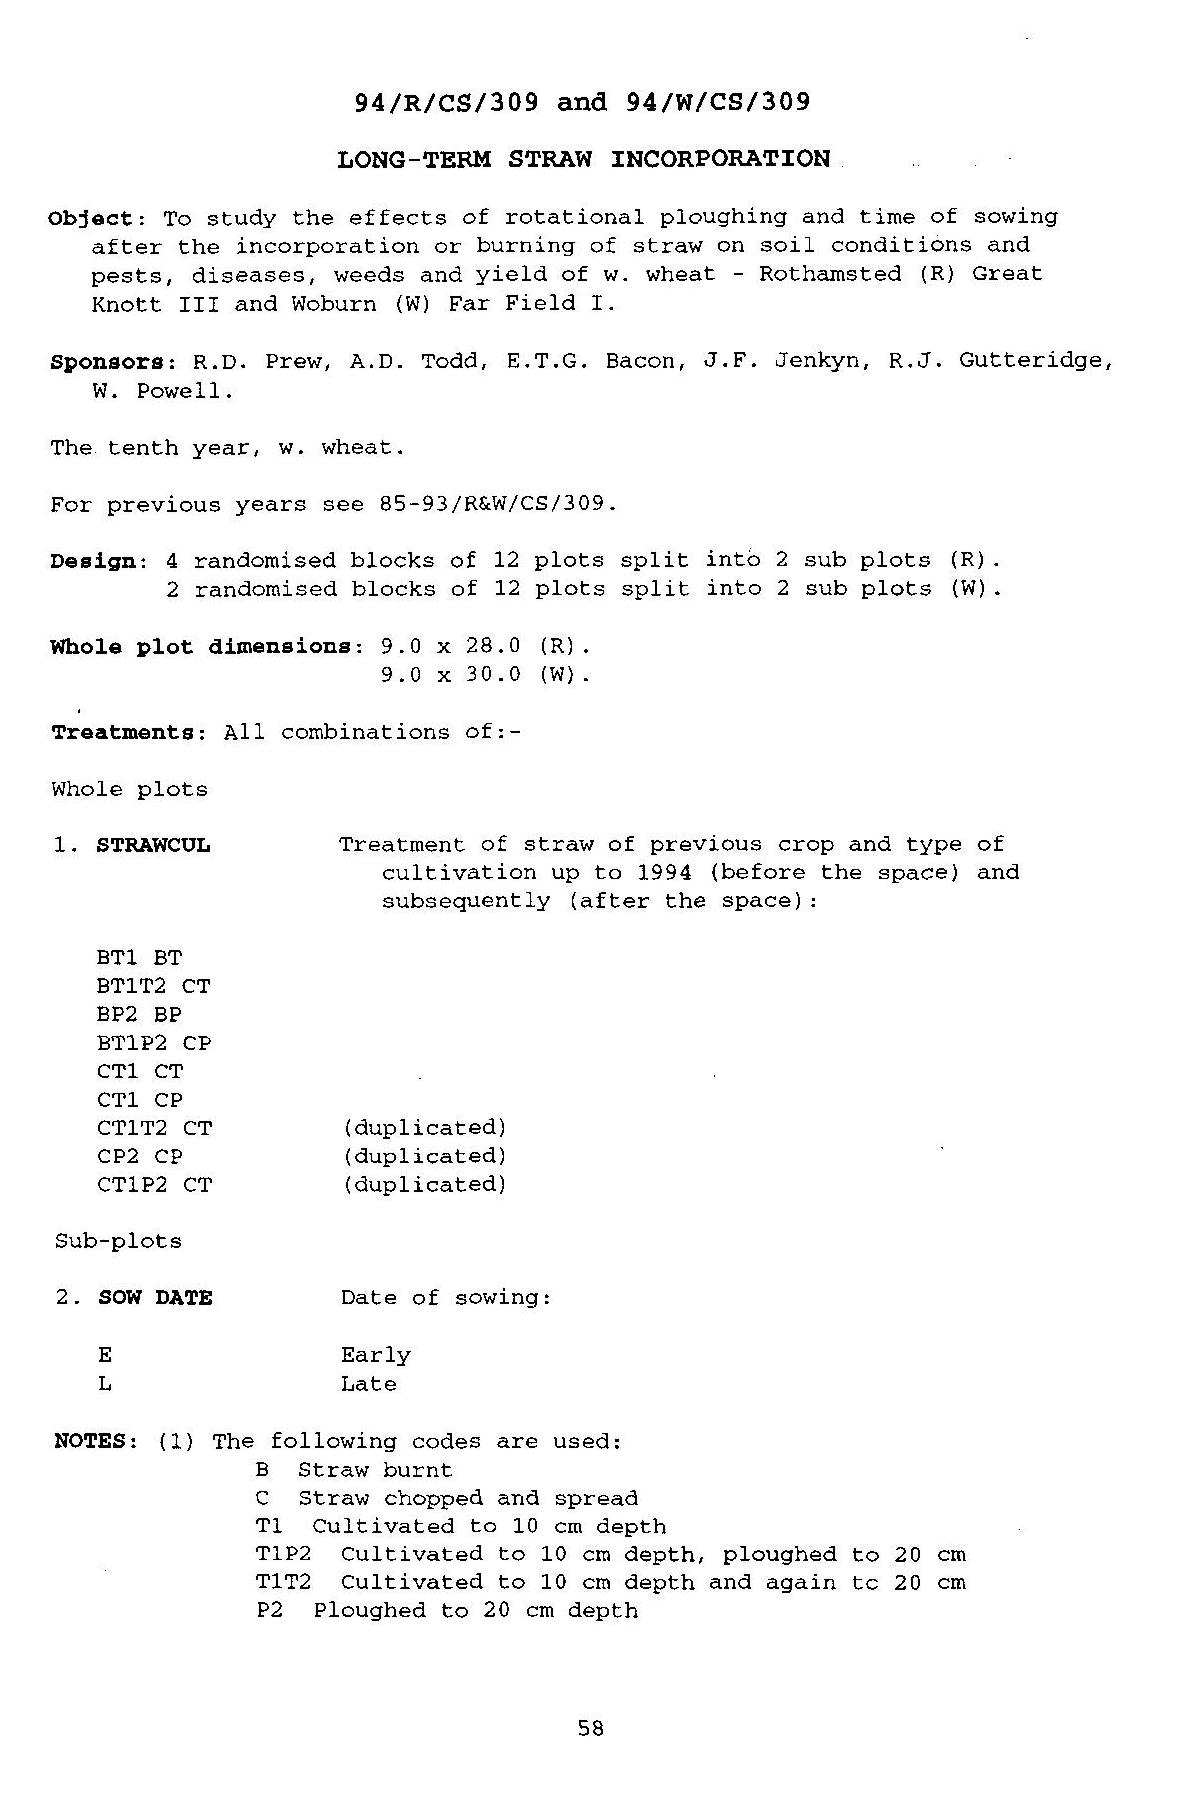 94/R/CS/309 and 94/W/CS/309
LONG-TERM STRAW INCORPORATION
Object: To study the effects of rotational ploughing and time of sowing
after the incorporation or burning of straw on soil conditions and
pests, diseases, weeds and yield of w. wheat - Rothamsted (R) Great
Knott III and Woburn (W) Far Field I.
Sponsors: R.D. Prew, A.D. Todd, E.T.G. Bacon, J.F. Jenkyn, R.J. Gutteridge,
W. Powell.
The tenth year, w. wheat.
For previous years see 85-93/R&W/CS/309.
Design: 4 randomised blocks of 12 plots split into 2 sub plots (R).
2 randomised blocks of 12 plots split into 2 sub plots (W).
Whole plot dimensions: 9.0 x 28.0 (R).
9.0 x 30.0 (W).
Treatments: All combinations of:-
Whole plots
1. STRAWCUL Treatment of straw of previous crop and type of
cultivation up to 1994 (before the space) and
subsequently (after the space):
BT1 BT
BT1T2 CT
BP2 BP
BT1P2 CP
CT1 CT
CT1 CP
CT1T2 CT (duplicated)
CP2 CP (duplicated)
CT1P2 CT (duplicated)
Sub-plots
2. SOW DATE Date of sowing:
E Early
L Late
NOTES: (1) The following codes are used:
B Straw burnt
C Straw chopped and spread
T1 Cultivated to 10 cm depth
T1P2 Cultivated to 10 cm depth, ploughed to 20 cm
T1T2 Cultivated to 10 cm depth and again tc 20 cm
P2 Ploughed to 20 cm depth
58